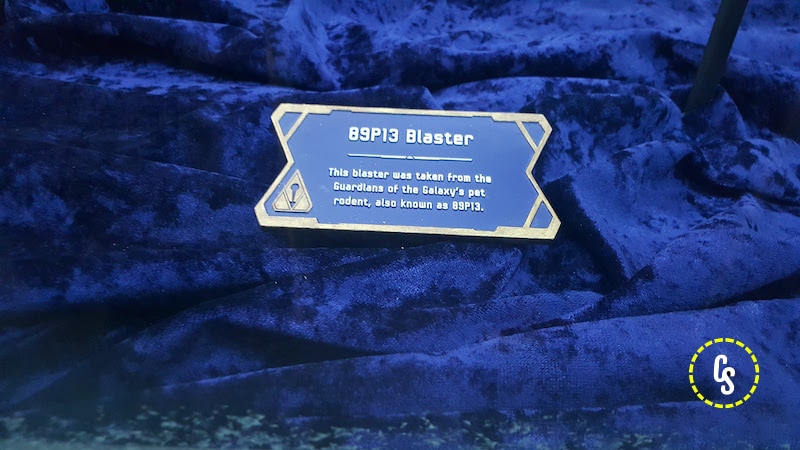 89P13 Blaster
This blaster was taken from the
Guardians of the Galaxy's pet
rodent, also known as 89P13.
CS